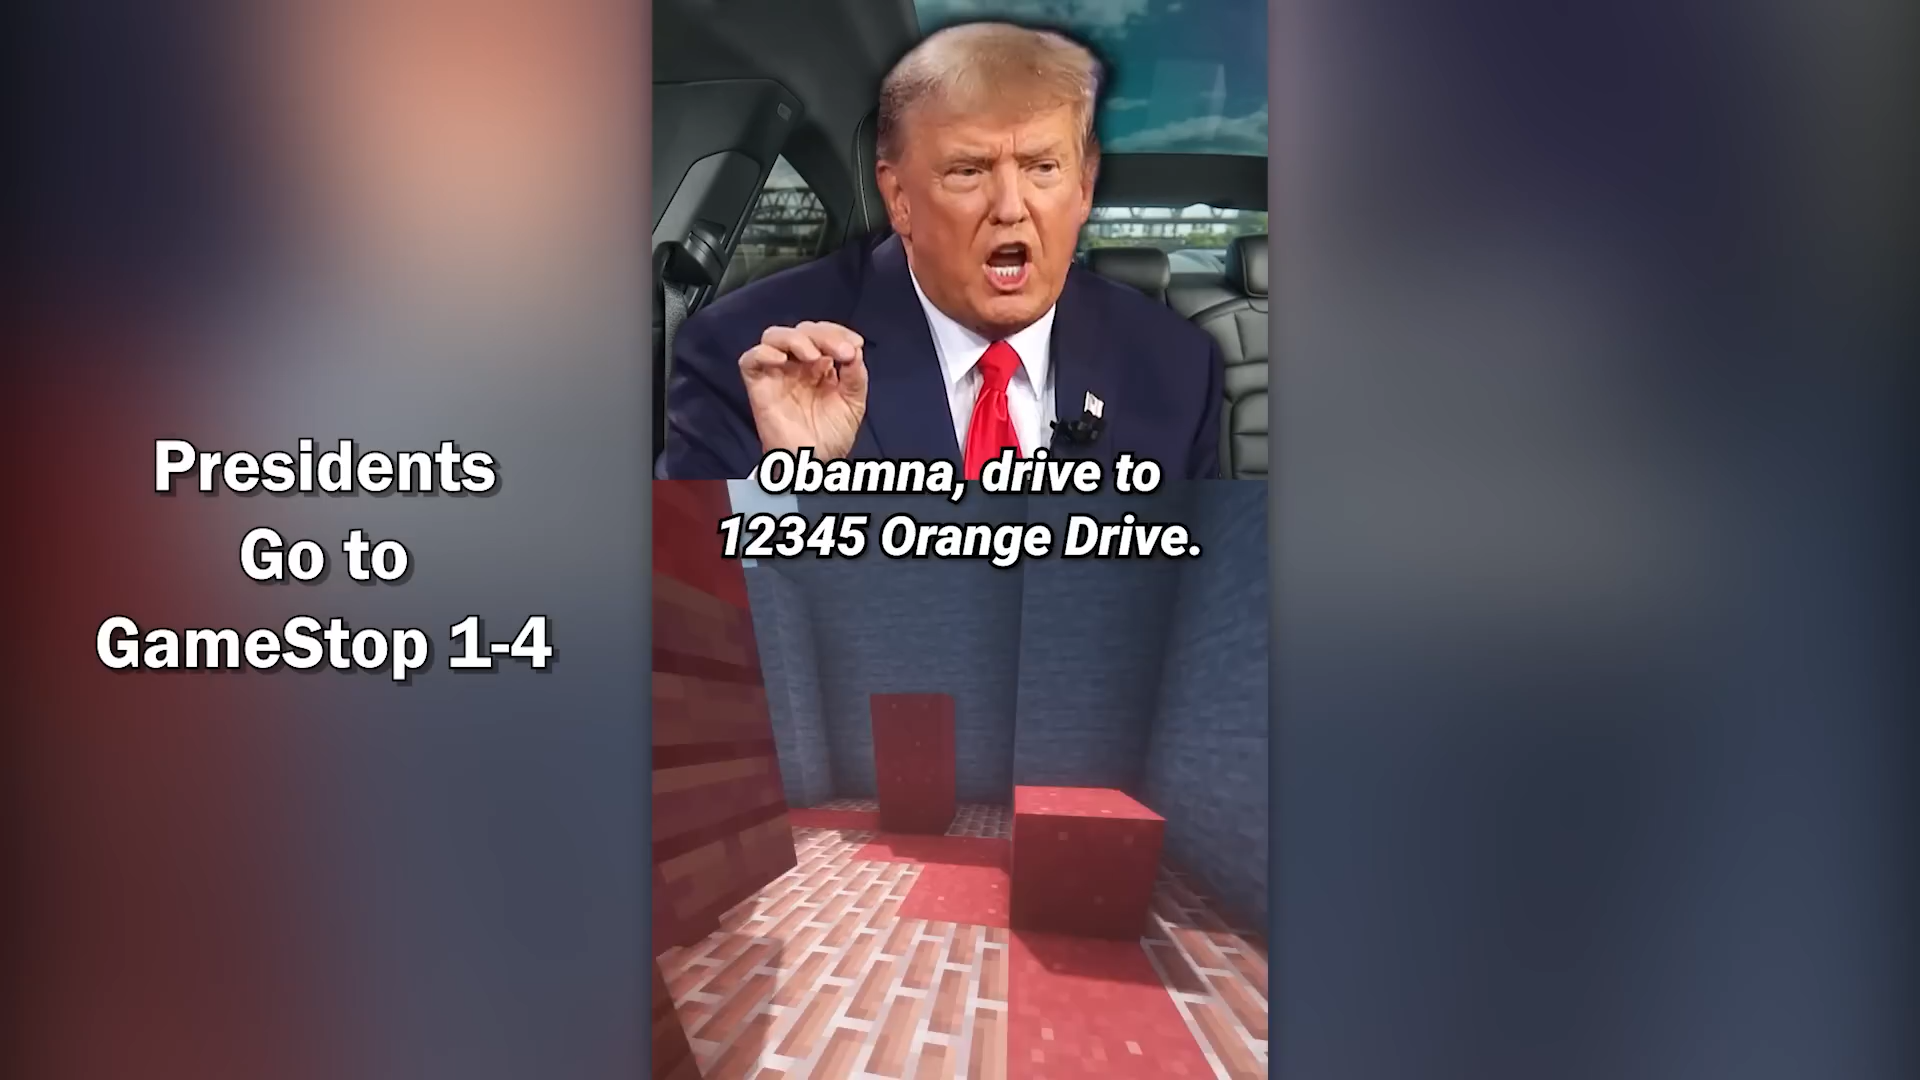 Presidents
Go to
GameStop 1-4
Obamna, drive to
12345 Orange Drive.